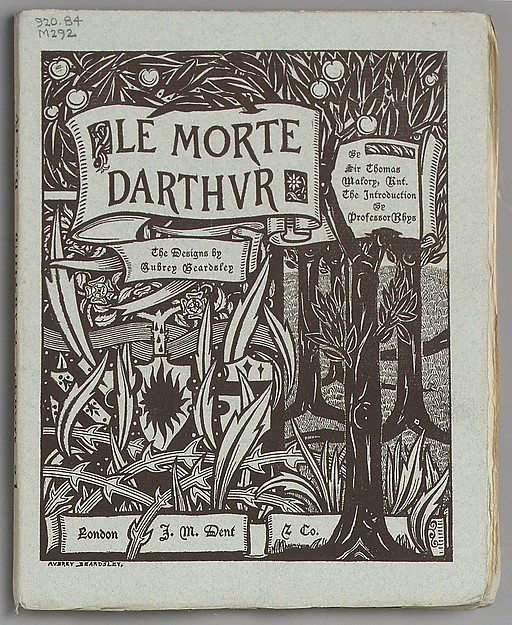 920.84
M292
LE MORTE
DARTHVR
By
Sir Thomas
Malory, Knt.
The Introduction
By
Professor Rhys
The Designs by
Aubrey Beardsley
London J. M. Dent & Co.
AVBREY BEARDSLEY.